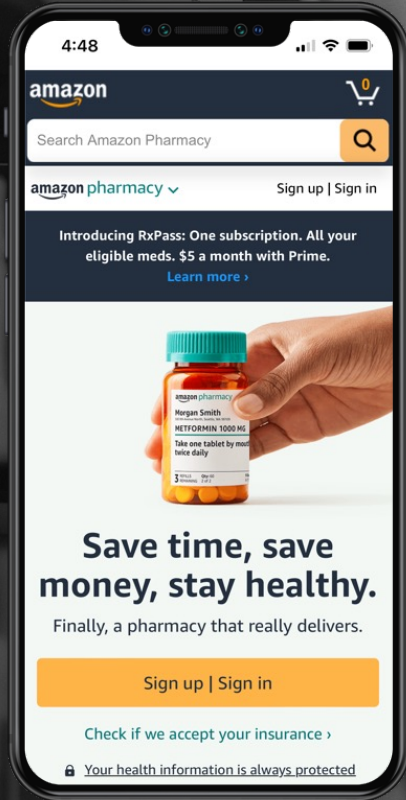 4:48
amazon
0
Search Amazon Pharmacy
amazon pharmacy
Sign up | Sign in
Introducing RxPass: One subscription. All your
eligible meds. $5 a month with Prime.
Learn more ›
amazon pharmacy
Morgan Smith
METFORMIN 1000 MG
Take one tablet by mout
twice daily
3 REFILLS
REMAINING
Save time, save
money, stay healthy.
Finally, a pharmacy that really delivers.
Sign up | Sign in
Check if we accept your insurance ›
Your health information is always protected